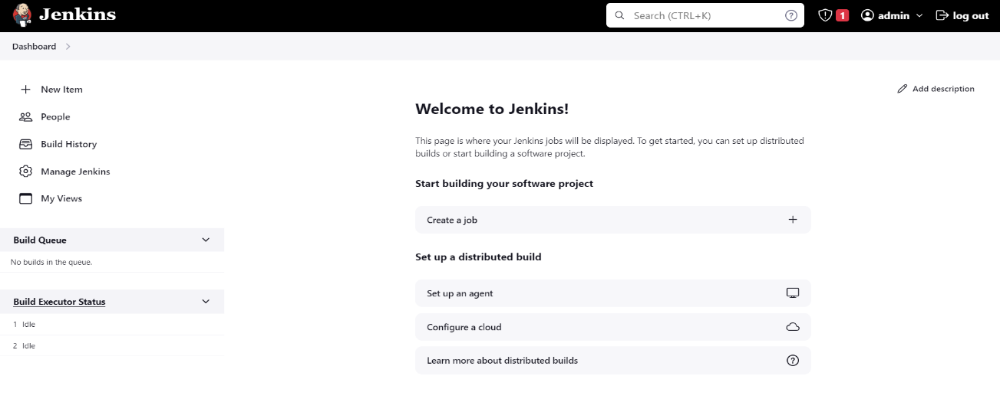 Jenkins
Search (CTRL+K)
1
admin
log out
Dashboard
New Item
People
Build History
Manage Jenkins
My Views
Build Queue
No builds in the queue.
Build Executor Status
1 Idle
2 Idle
Add description
Welcome to Jenkins!
This page is where your Jenkins jobs will be displayed. To get started, you can set up distributed
builds or start building a software project.
Start building your software project
Create a job
Set up a distributed build
Set up an agent
Configure a cloud
Learn more about distributed builds